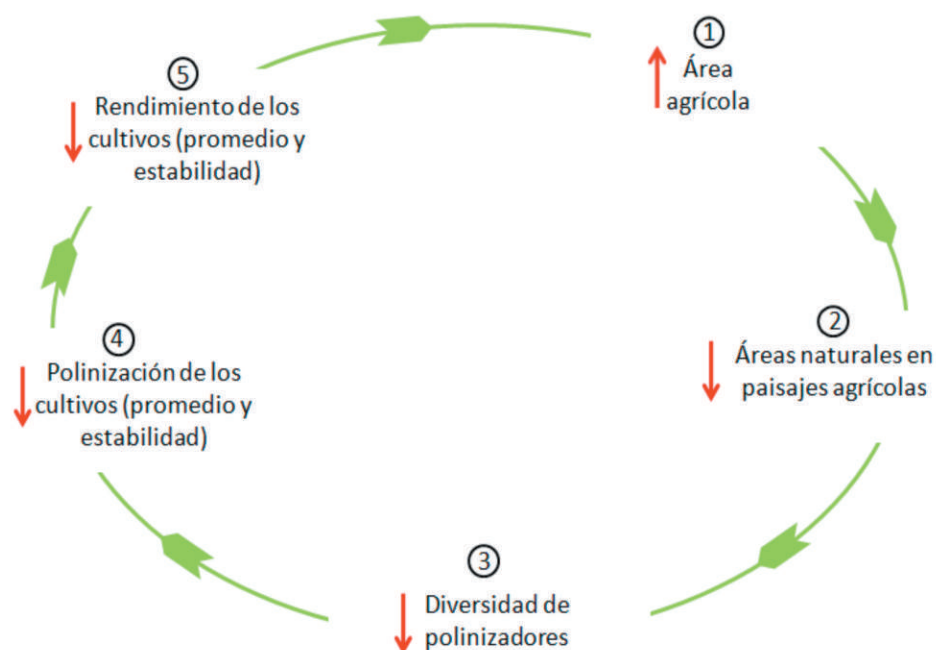 ①
Área
agrícola
②
Áreas naturales en
paisajes agrícolas
③
Diversidad de
polinizadores
④
Polinización de los
cultivos (promedio y
estabilidad)
⑤
Rendimiento de los
cultivos (promedio y
estabilidad)